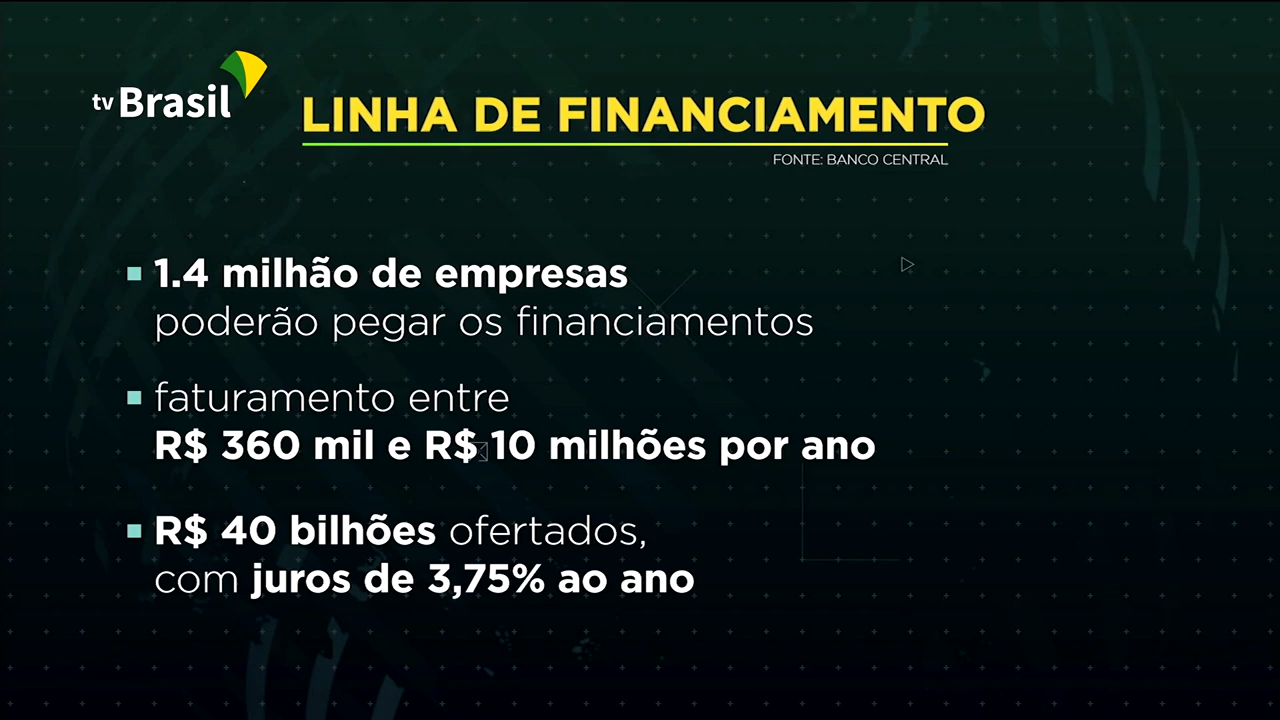 tv Brasil
LINHA DE FINANCIAMENTO
FONTE: BANCO CENTRAL
1.4 milhão de empresas
poderão pegar os financiamentos
faturamento entre
R$ 360 mil e R$ 10 milhões por ano
R$ 40 bilhões ofertados,
com juros de 3,75% ao ano